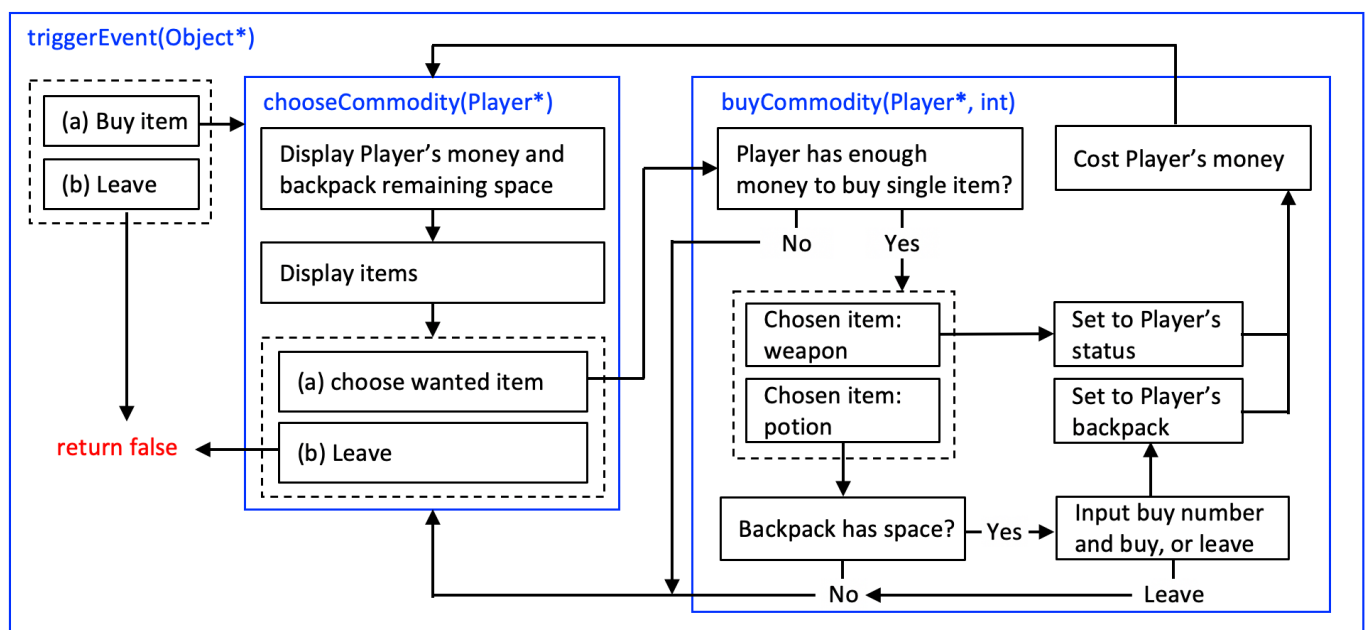 triggerEvent(Object*)
(a) Buy item
(b) Leave
return false
chooseCommodity(Player*)
Display Player’s money and
backpack remaining space
Display items
(a) choose wanted item
(b) Leave
buyCommodity(Player*, int)
Player has enough
money to buy single item?
No
Yes
Chosen item:
weapon
Chosen item:
potion
Backpack has space?
Yes
No
Cost Player’s money
Set to Player’s
status
Set to Player’s
backpack
Input buy number
and buy, or leave
Leave